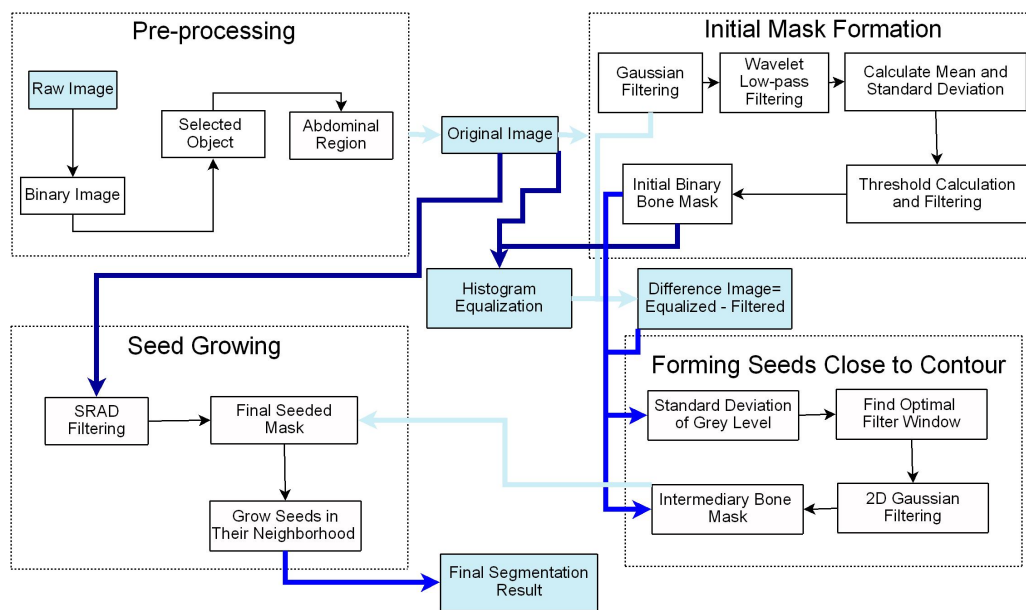 Pre-processing
Raw Image
Selected
Object
Abdominal
Region
Binary Image
Original Image
Initial Mask Formation
Gaussian
Filtering
Wavelet
Low-pass
Filtering
Calculate Mean and
Standard Deviation
Initial Binary
Bone Mask
Threshold Calculation
and Filtering
Histogram
Equalization
Difference Image=
Equalized - Filtered
Seed Growing
SRAD
Filtering
Final Seeded
Mask
Grow Seeds in
Their Neighborhood
Forming Seeds Close to Contour
Standard Deviation
of Grey Level
Find Optimal
Filter Window
Intermediary Bone
Mask
2D Gaussian
Filtering
Final Segmentation
Result